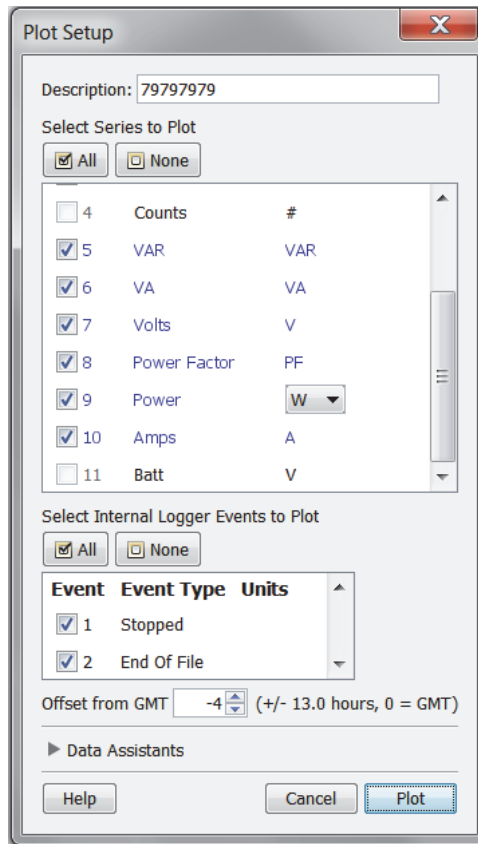 Plot Setup
X
Description: 79797979
Select Series to Plot
All None
4 Counts #
5 VAR VAR
6 VA VA
7 Volts V
8 Power Factor PF
9 Power W
10 Amps A
11 Batt V
Select Internal Logger Events to Plot
All None
Event Event Type Units
1 Stopped
2 End Of File
Offset from GMT -4 (+/- 13.0 hours, 0 = GMT)
Data Assistants
Help Cancel Plot